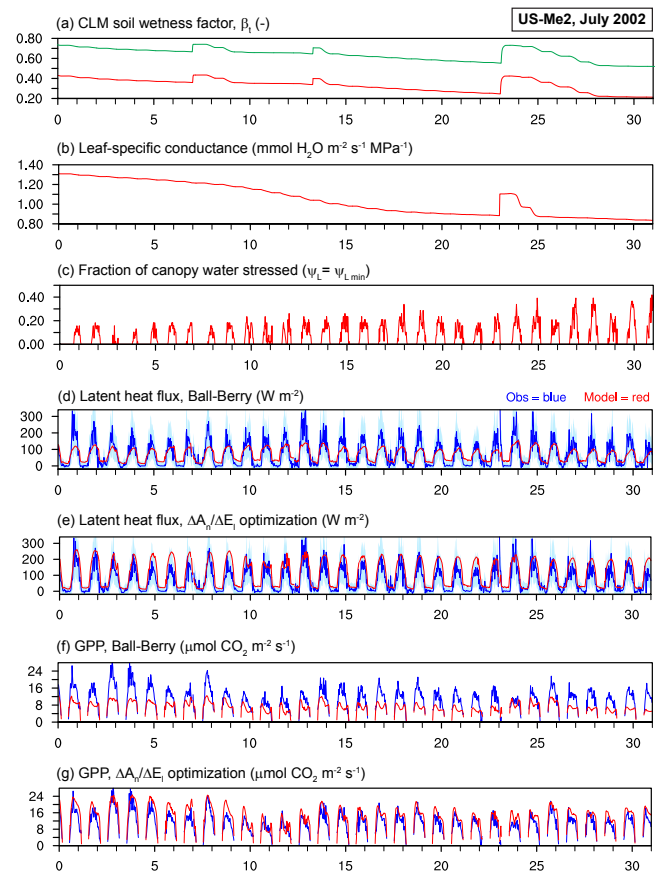 (a) CLM soil wetness factor, βt (-)
US-Me2, July 2002
0.80
0.60
0.40
0.20
0 5 10 15 20 25 30
(b) Leaf-specific conductance (mmol H2O m-2 s-1 MPa-1)
1.40
1.20
1.00
0.80
0 5 10 15 20 25 30
(c) Fraction of canopy water stressed (ψL= ψL min)
0.40
0.20
0.00
0 5 10 15 20 25 30
(d) Latent heat flux, Ball-Berry (W m-2)
Obs = blue Model = red
300
200
100
0
0 5 10 15 20 25 30
(e) Latent heat flux, ΔAn/ΔEl optimization (W m-2)
300
200
100
0
0 5 10 15 20 25 30
(f) GPP, Ball-Berry (μmol CO2 m-2 s-1)
24
16
8
0
0 5 10 15 20 25 30
(g) GPP, ΔAn/ΔEl optimization (μmol CO2 m-2 s-1)
24
16
8
0
0 5 10 15 20 25 30